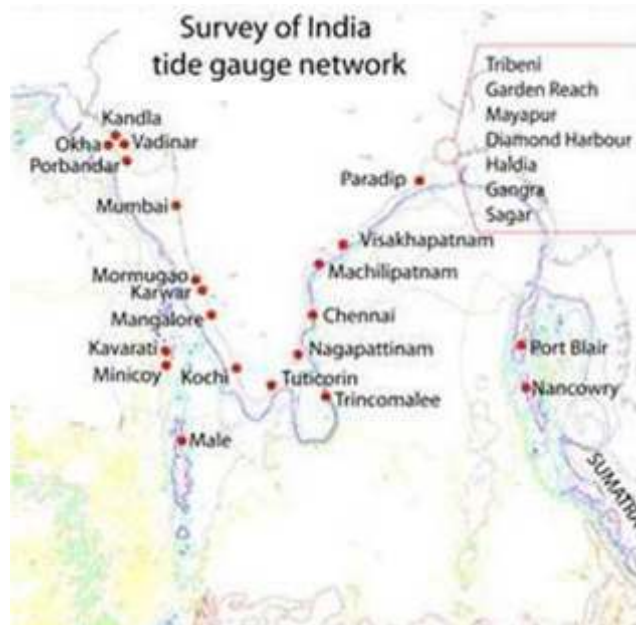 Survey of India
tide gauge network
Tribeni
Garden Reach
Mayapur
Diamond Harbour
Haldia
Gangra
Sagar
Kandla
Okha
Vadinar
Porbandar
Paradip
Mumbai
Visakhapatnam
Machilipatnam
Mormugao
Karwar
Mangalore
Chennai
Kavarati
Minicoy
Kochi
Nagapattinam
Tuticorin
Trincomalee
Port Blair
Nancowry
Male
SUMATRA